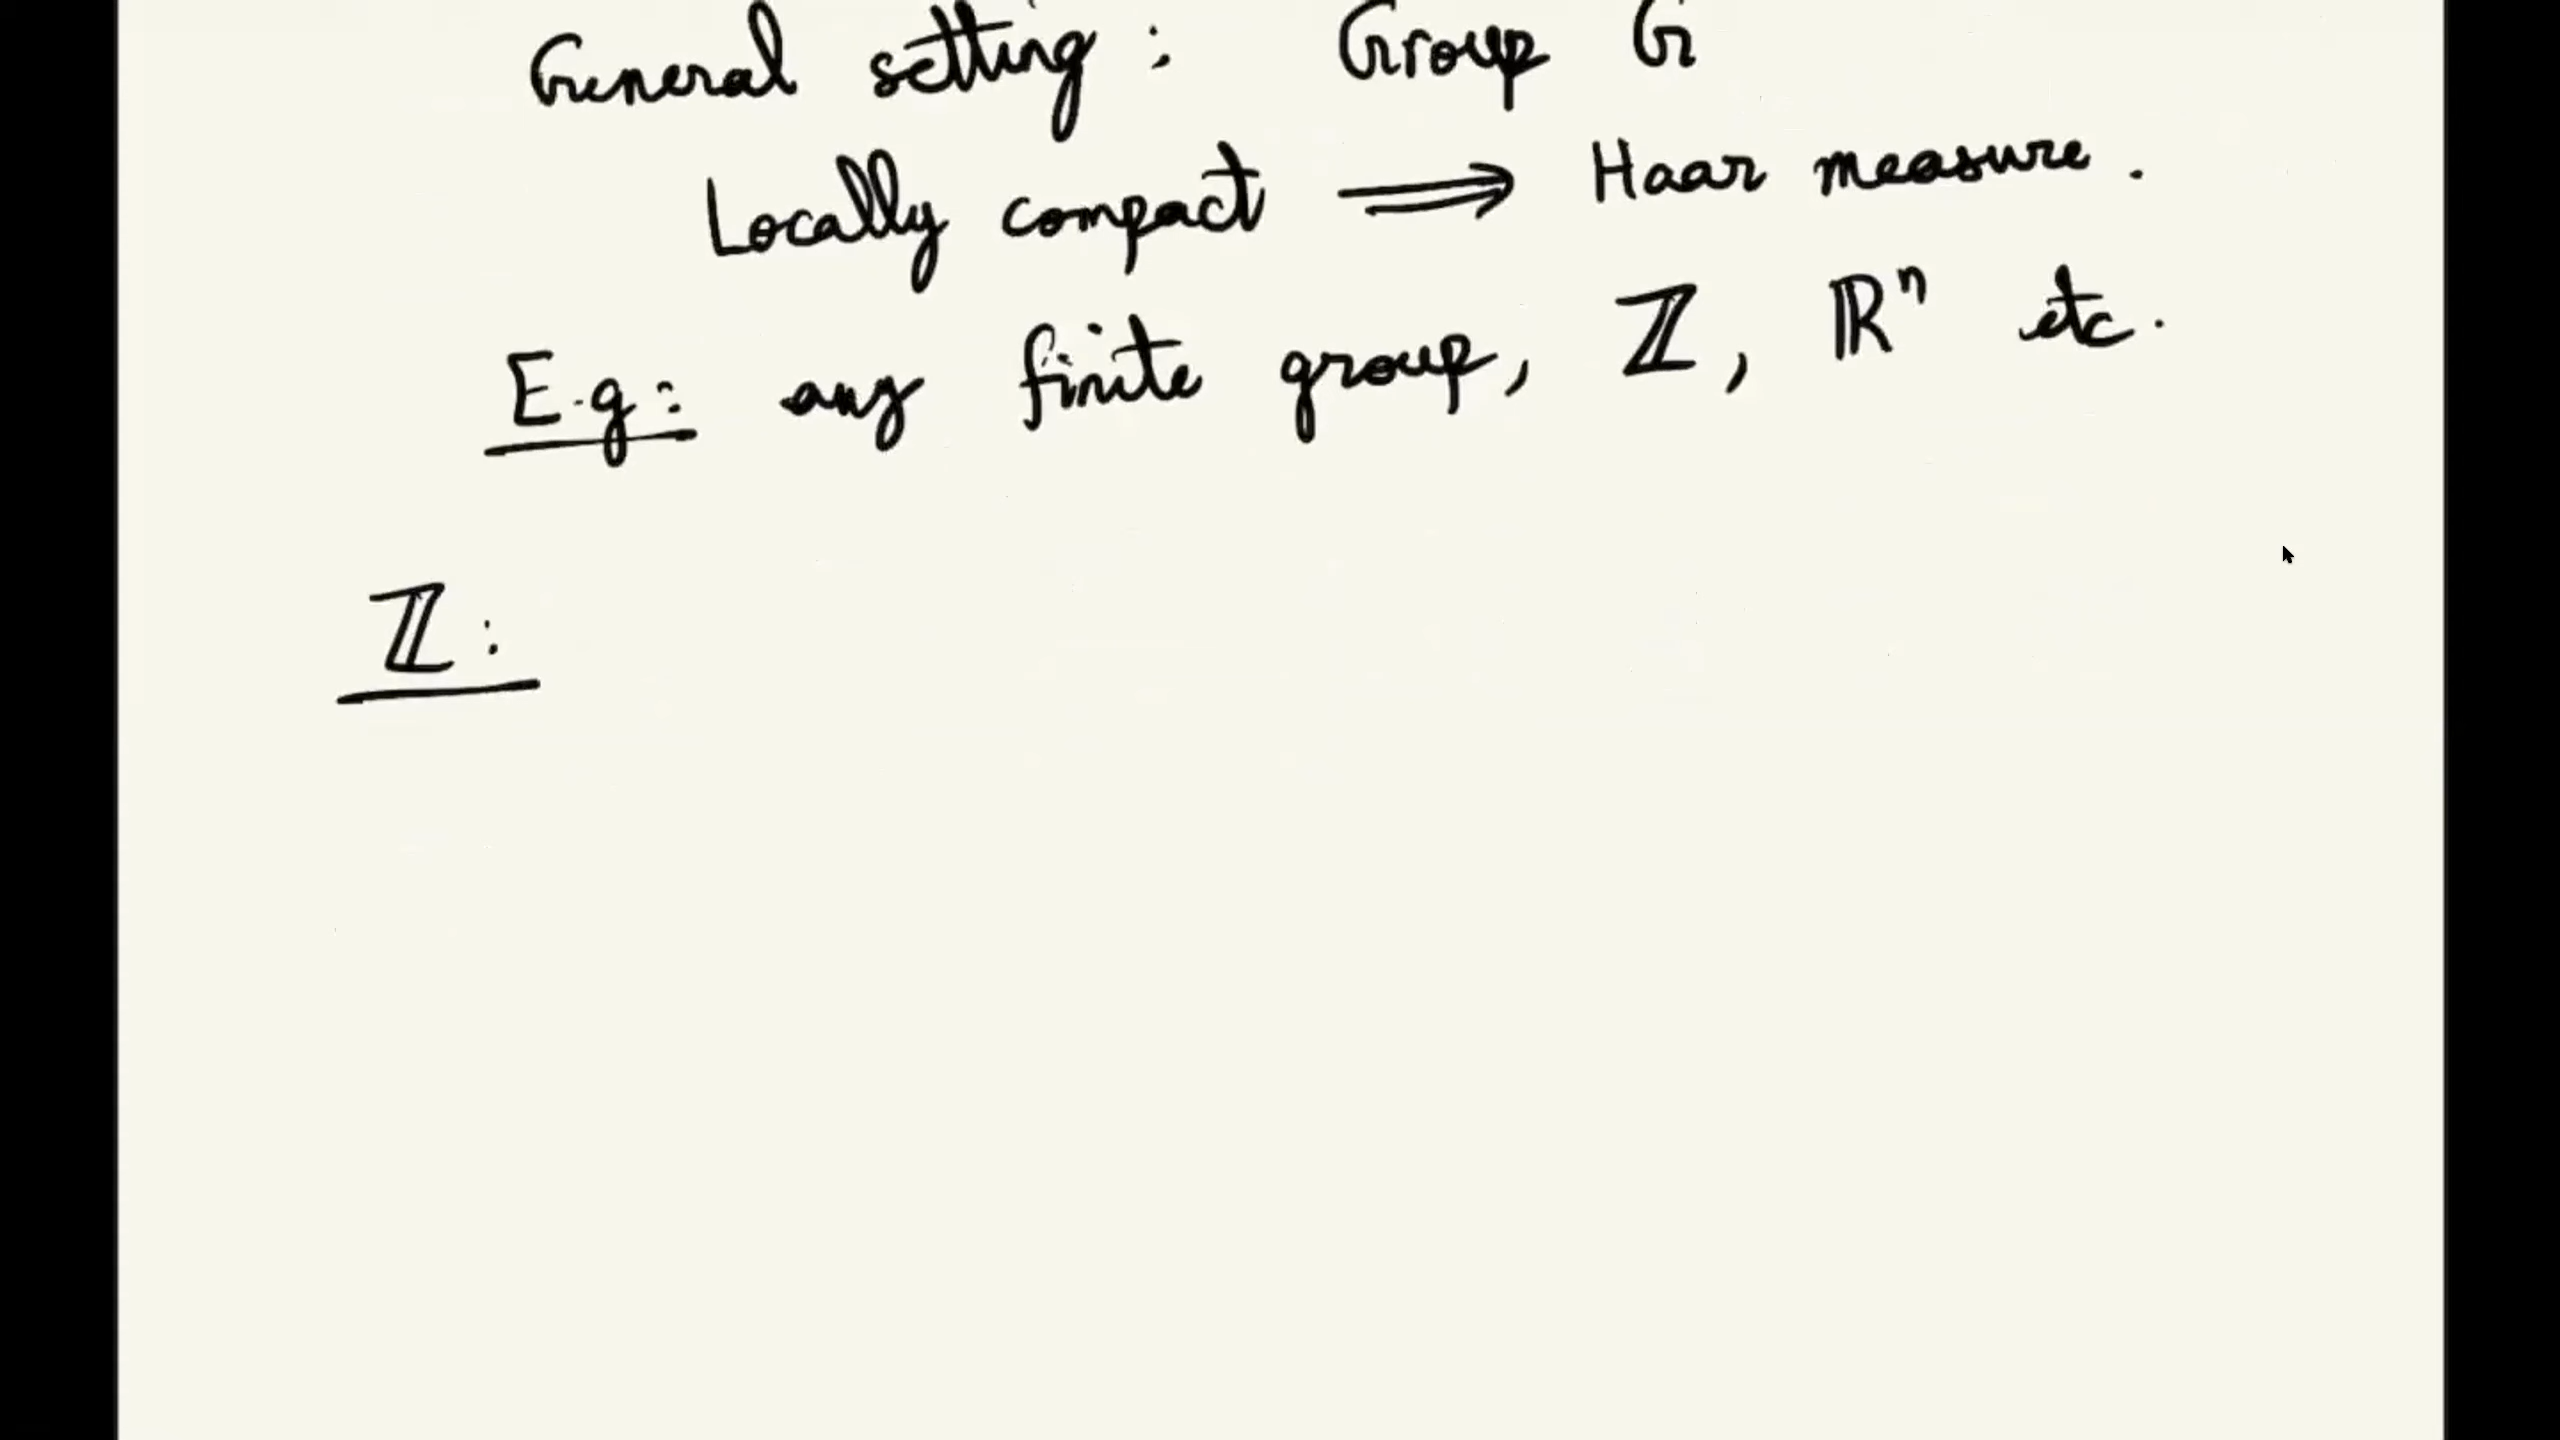 General setting : Group G
Locally compact ⟹ Haar measure .
E.g : any finite group, ℤ, ℝⁿ etc.
ℤ :